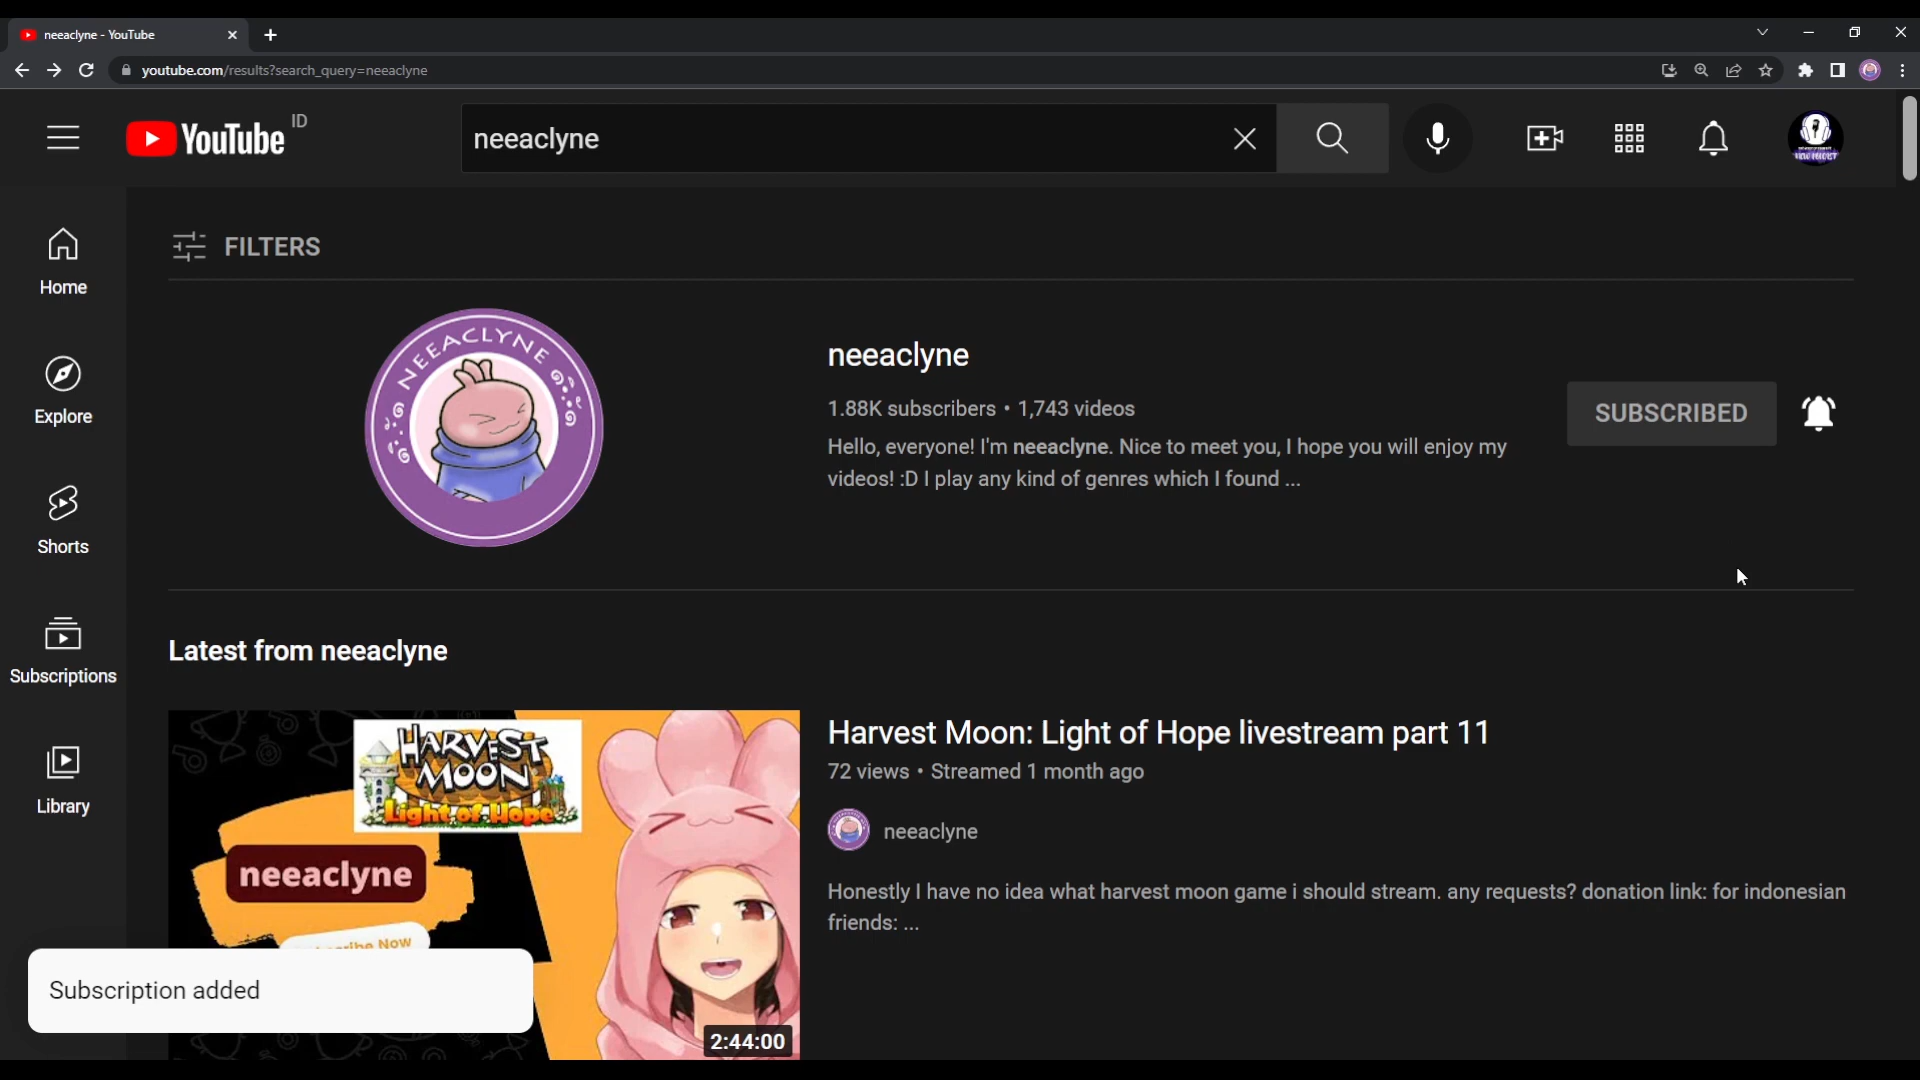 neeaclyne - YouTube
youtube.com/results?search_query=neeaclyne
YouTube ID
neeaclyne
FILTERS
Home
Explore
Shorts
Subscriptions
Library
NEEACLYNE
neeaclyne
1.88K subscribers • 1,743 videos
Hello, everyone! I'm neeaclyne. Nice to meet you, I hope you will enjoy my
videos! :D I play any kind of genres which I found ...
SUBSCRIBED
Latest from neeaclyne
HARVEST
MOON
Light of Hope
neeaclyne
Now
2:44:00
Harvest Moon: Light of Hope livestream part 11
72 views • Streamed 1 month ago
neeaclyne
Honestly I have no idea what harvest moon game i should stream. any requests? donation link: for indonesian
friends: ...
Subscription added